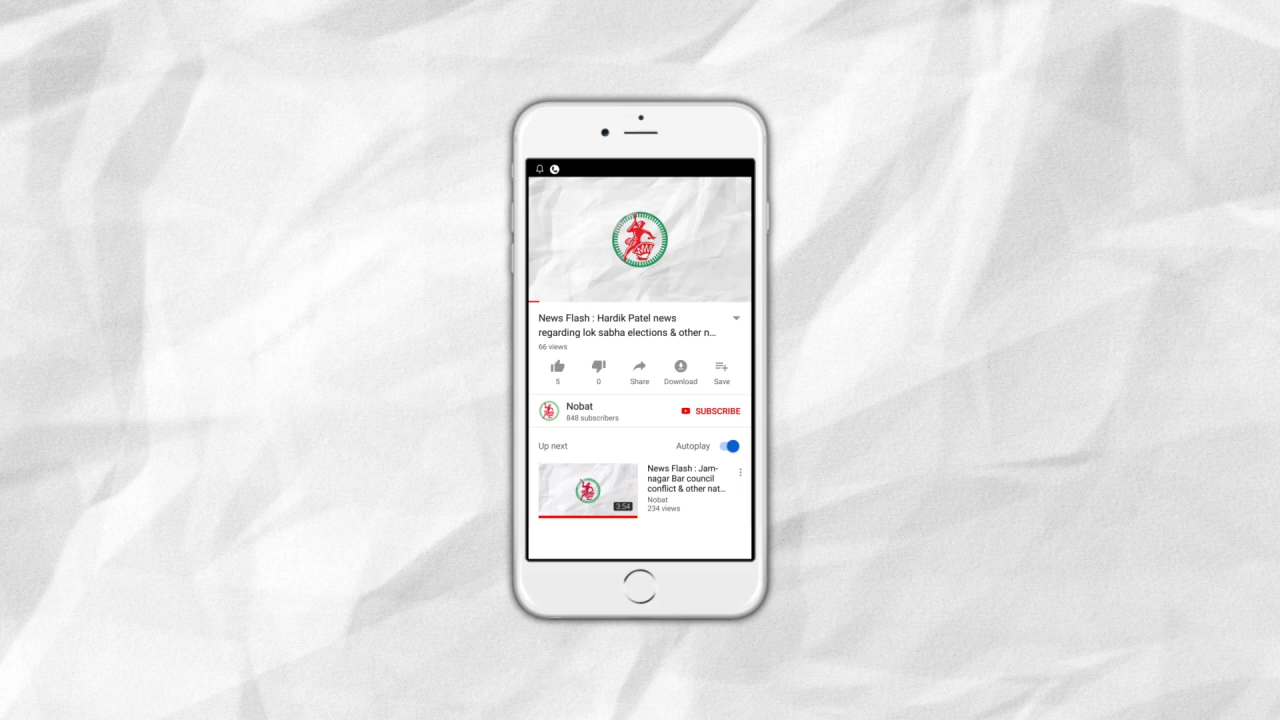 News Flash : Hardik Patel news
regarding lok sabha elections & other n...
66 views
5
0
Share
Download
Save
Nobat
848 subscribers
SUBSCRIBE
Up next
Autoplay
3:54
News Flash : Jam-
nagar Bar council
conflict & other nat...
Nobat
234 views